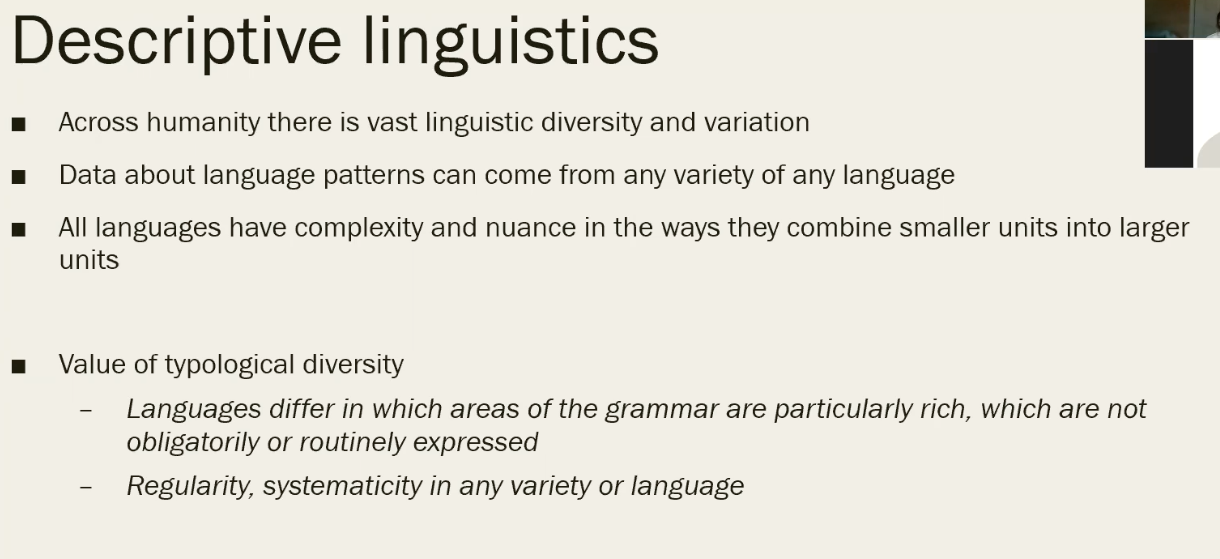 Descriptive linguistics
■ Across humanity there is vast linguistic diversity and variation
■ Data about language patterns can come from any variety of any language
■ All languages have complexity and nuance in the ways they combine smaller units into larger
units
■ Value of typological diversity
– Languages differ in which areas of the grammar are particularly rich, which are not
obligatorily or routinely expressed
– Regularity, systematicity in any variety or language